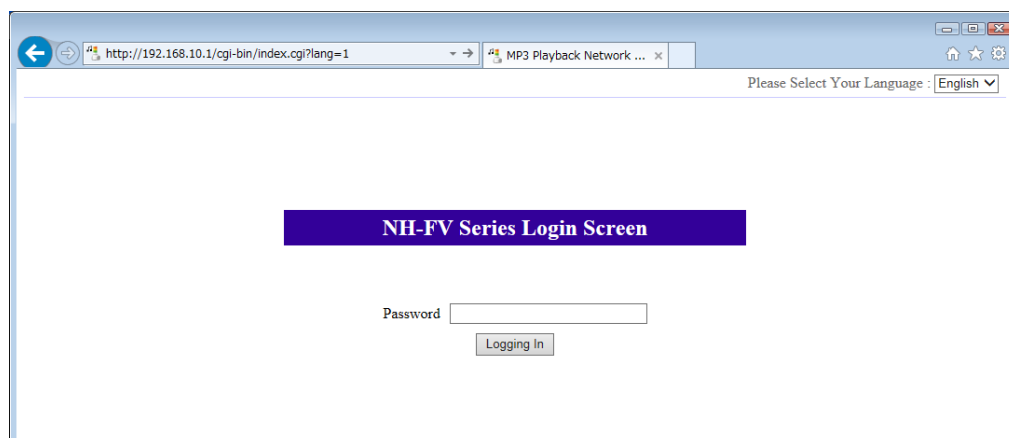 http://192.168.10.1/cgi-bin/index.cgi?lang=1
MP3 Playback Network ...
Please Select Your Language : English
NH-FV Series Login Screen
Password
Logging In